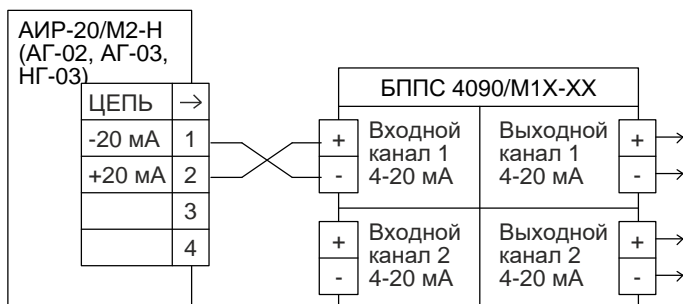 АИР-20/М2-Н
(АГ-02, АГ-03,
НГ-03)
ЦЕПЬ →
-20 мА 1
+20 мА 2
3
4
БППС 4090/М1Х-ХХ
+ Входной
канал 1
- 4-20 мА
Выходной +
канал 1
4-20 мА -
+ Входной
канал 2
- 4-20 мА
Выходной +
канал 2
4-20 мА -